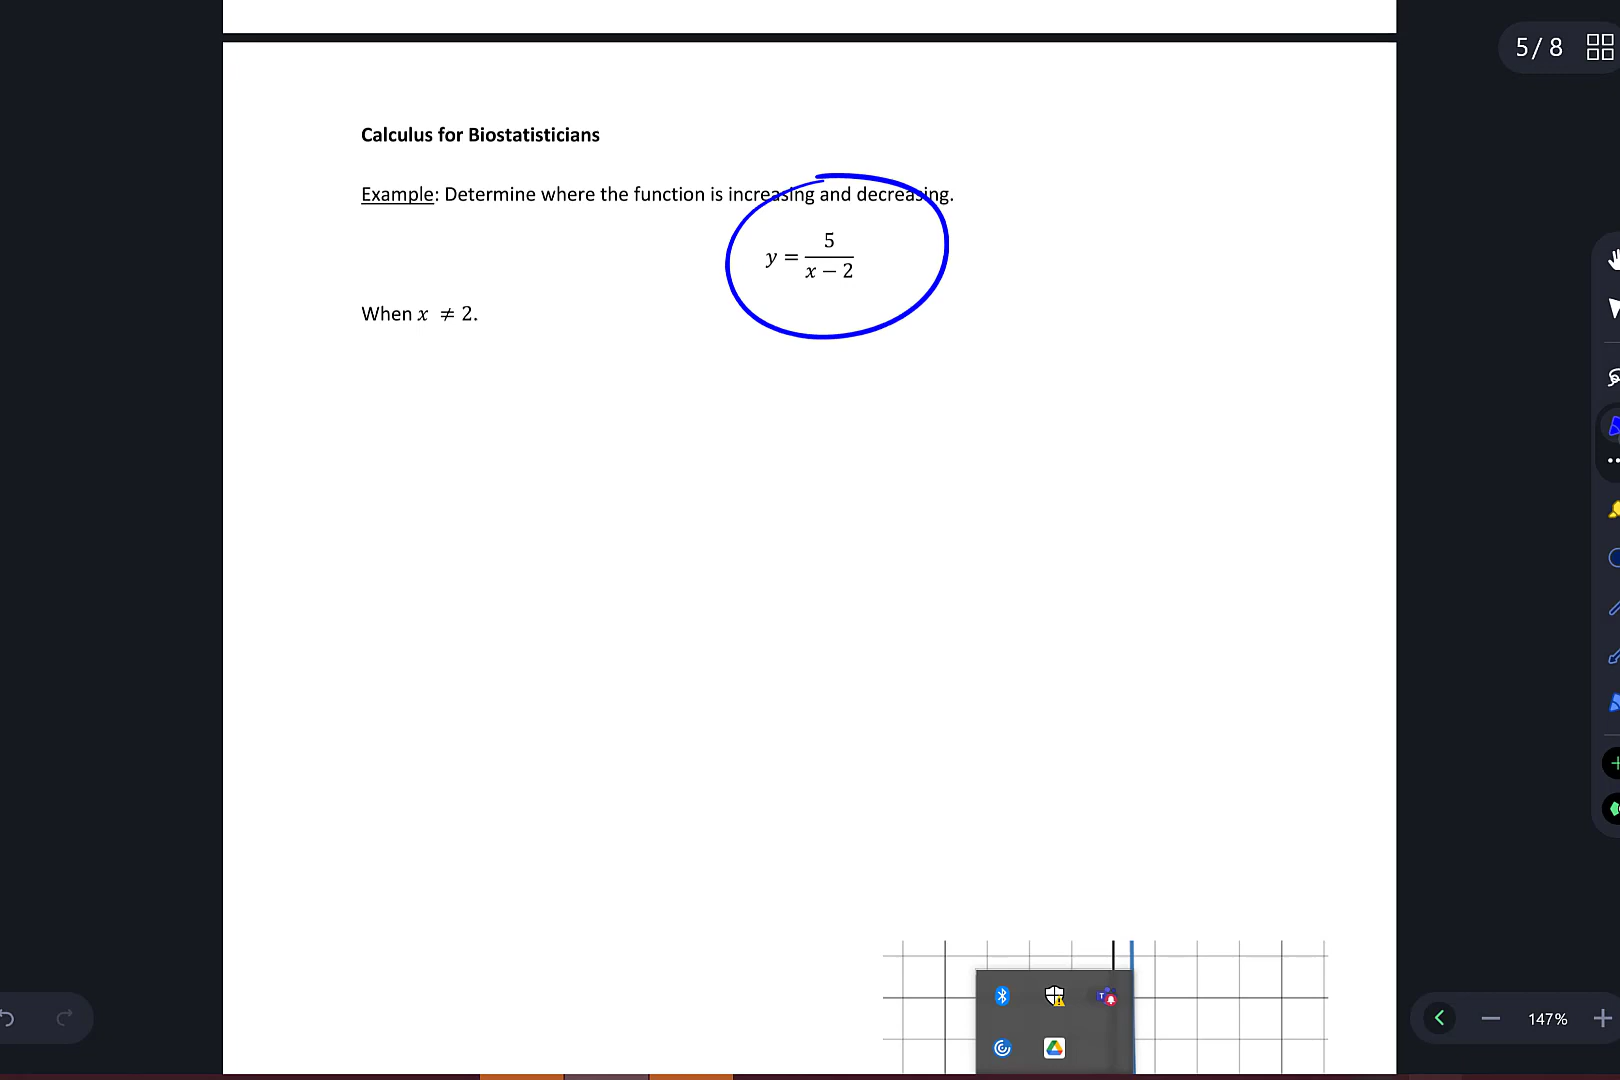 5 / 8
Calculus for Biostatisticians
Example: Determine where the function is increasing and decreasing.
y = 5 / (x − 2)
When x ≠ 2.
147%